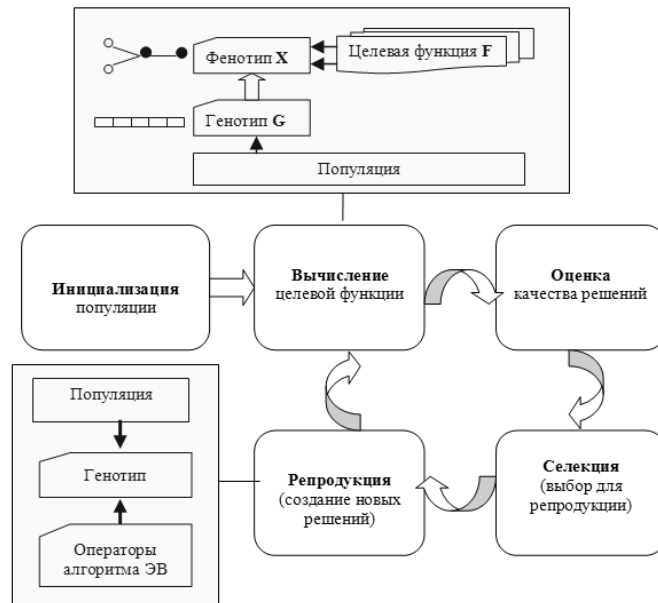 Фенотип X
Целевая функция F
Генотип G
Популяция
Инициализация
популяции
Вычисление
целевой функции
Оценка
качества решений
Популяция
Генотип
Операторы
алгоритма ЭВ
Репродукция
(создание новых
решений)
Селекция
(выбор для
репродукции)